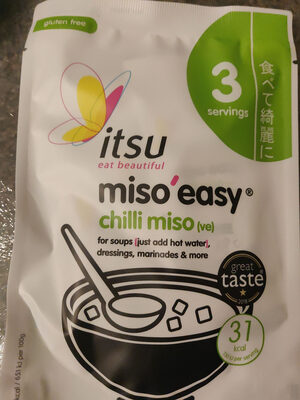 gluten free
3
servings
食べて綺麗に
itsu
eat beautiful
miso'easy®
chilli miso (ve)
for soups (just add hot water),
dressings, marinades & more
great
taste
2018
31
kcal